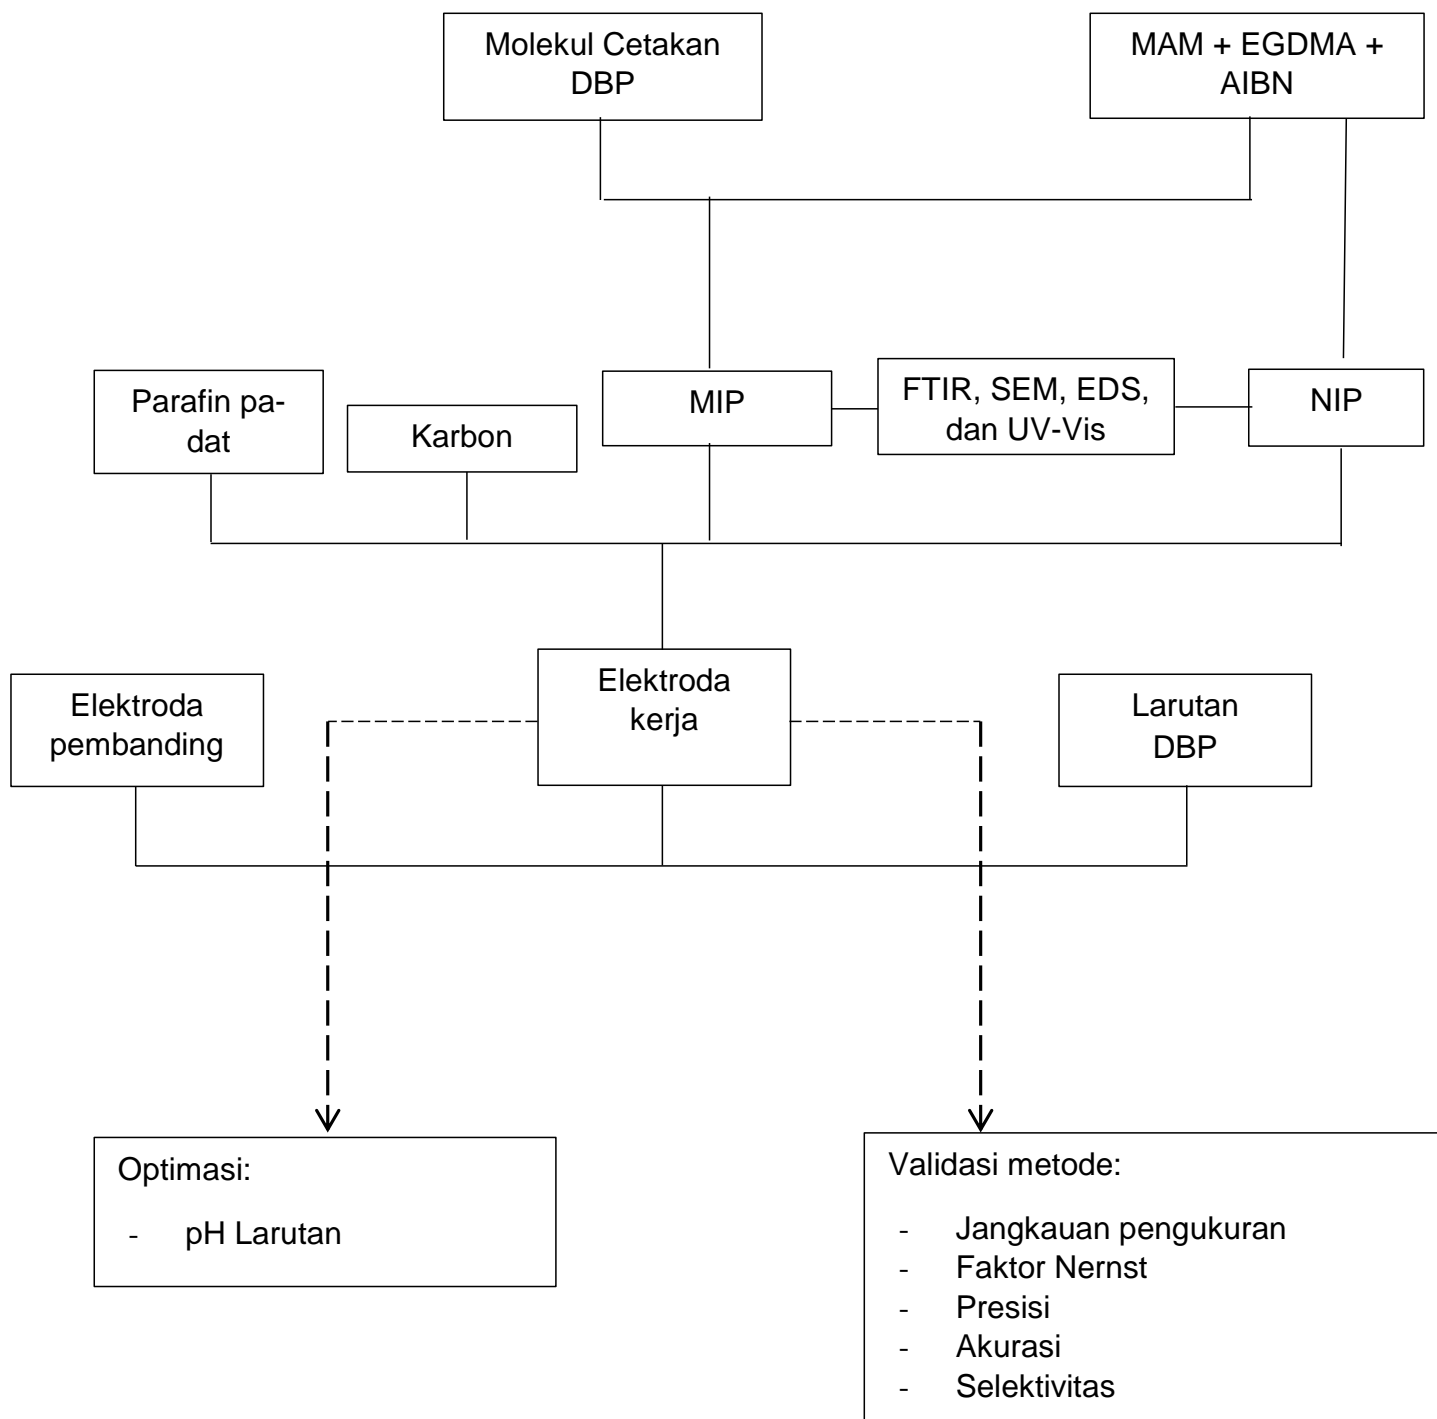 Molekul Cetakan
DBP
MAM + EGDMA +
AIBN
Parafin pa-
dat
Karbon
MIP
FTIR, SEM, EDS,
dan UV-Vis
NIP
Elektroda
pembanding
Elektroda
kerja
Larutan
DBP
Optimasi:
- pH Larutan
Validasi metode:
- Jangkauan pengukuran
- Faktor Nernst
- Presisi
- Akurasi
- Selektivitas